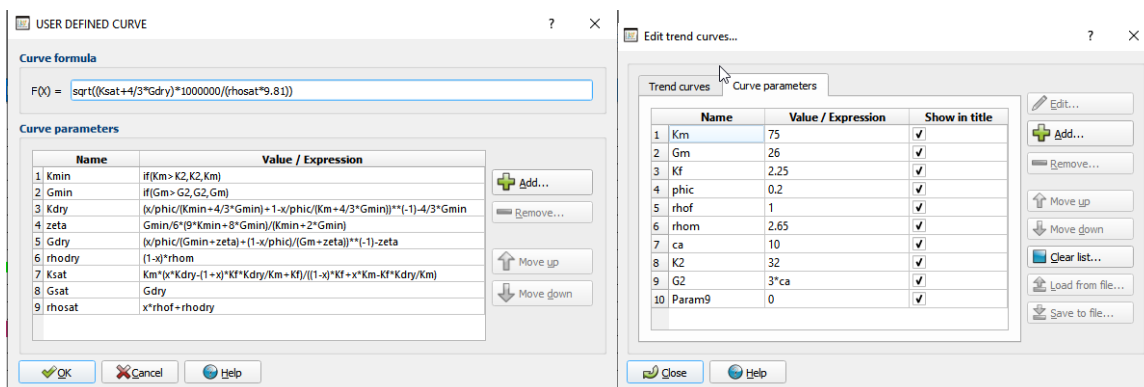 USER DEFINED CURVE
Curve formula
F(X) = sqrt((Ksat+4/3*Gdry)*1000000/(rhosat*9.81))
Curve parameters
Name Value / Expression
1 Kmin if(Km>K2,K2,Km)
2 Gmin if(Gm>G2,G2,Gm)
3 Kdry (x/phic/(Kmin+4/3*Gmin)+1-x/phic/(Km+4/3*Gmin))**(-1)-4/3*Gmin
4 zeta Gmin/6*(9*Kmin+8*Gmin)/(Kmin+2*Gmin)
5 Gdry (x/phic/(Gmin+zeta)+(1-x/phic)/(Gm+zeta))**(-1)-zeta
6 rhodry (1-x)*rhom
7 Ksat Km*(x*Kdry-(1+x)*Kf*Kdry/Km+Kf)/((1-x)*Kf+x*Km-Kf*Kdry/Km)
8 Gsat Gdry
9 rhosat x*rhof+rhodry
Add...
Remove...
Move up
Move down
OK Cancel Help
Edit trend curves...
Trend curves Curve parameters
Name Value / Expression Show in title
1 Km 75
2 Gm 26
3 Kf 2.25
4 phic 0.2
5 rhof 1
6 rhom 2.65
7 ca 10
8 K2 32
9 G2 3*ca
10 Param9 0
Edit...
Add...
Remove...
Move up
Move down
Clear list...
Load from file...
Save to file...
Close Help